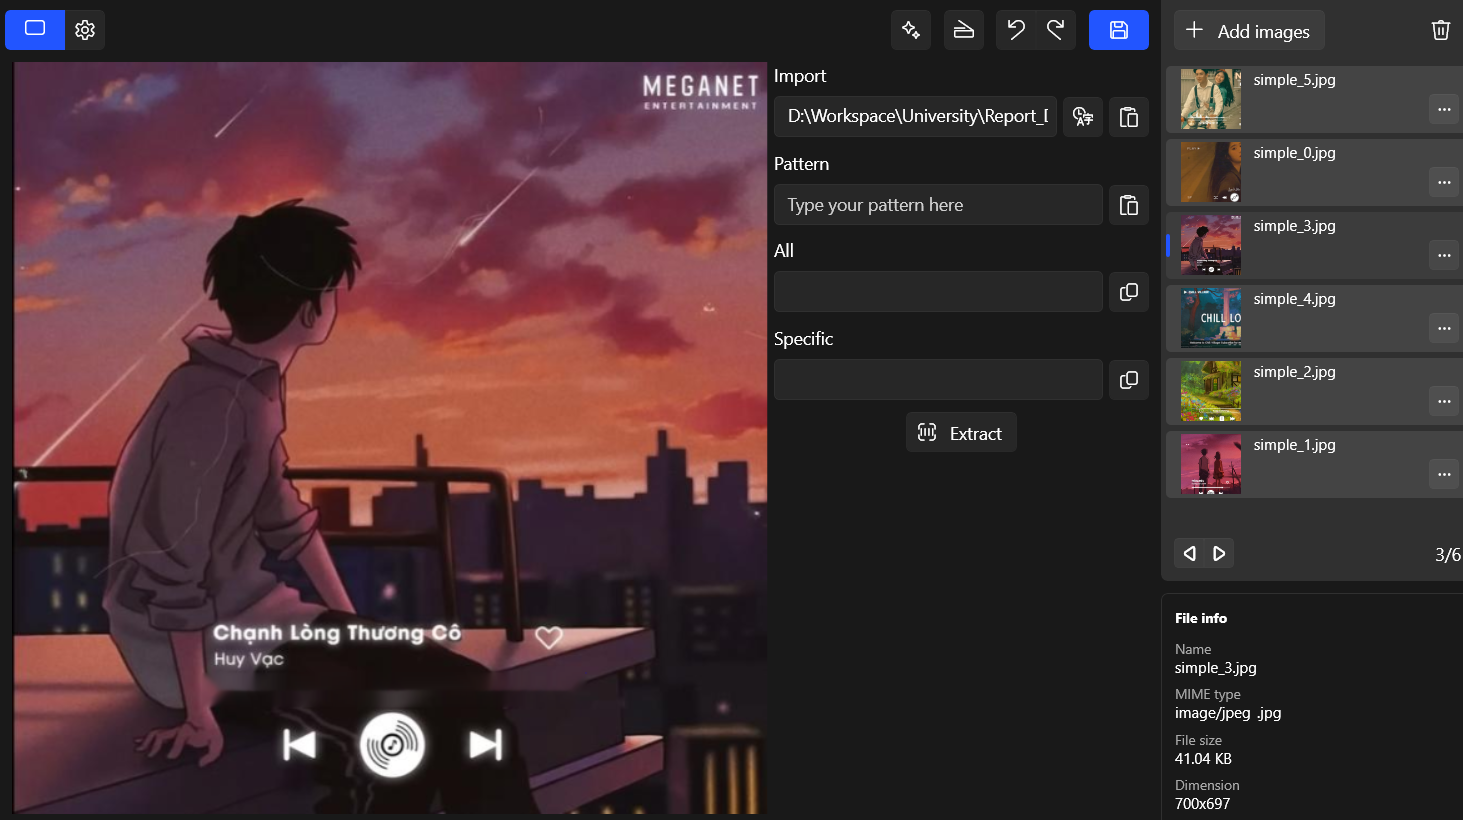 Add images
MEGANET
ENTERTAINMENT
Chạnh Lòng Thương Cô
Huy Vạc
Import
D:\Workspace\University\Report_
Pattern
Type your pattern here
All
Specific
Extract
simple_5.jpg
simple_0.jpg
simple_3.jpg
simple_4.jpg
CHILL LO
simple_2.jpg
simple_1.jpg
3/6
File info
Name
simple_3.jpg
MIME type
image/jpeg .jpg
File size
41.04 KB
Dimension
700x697